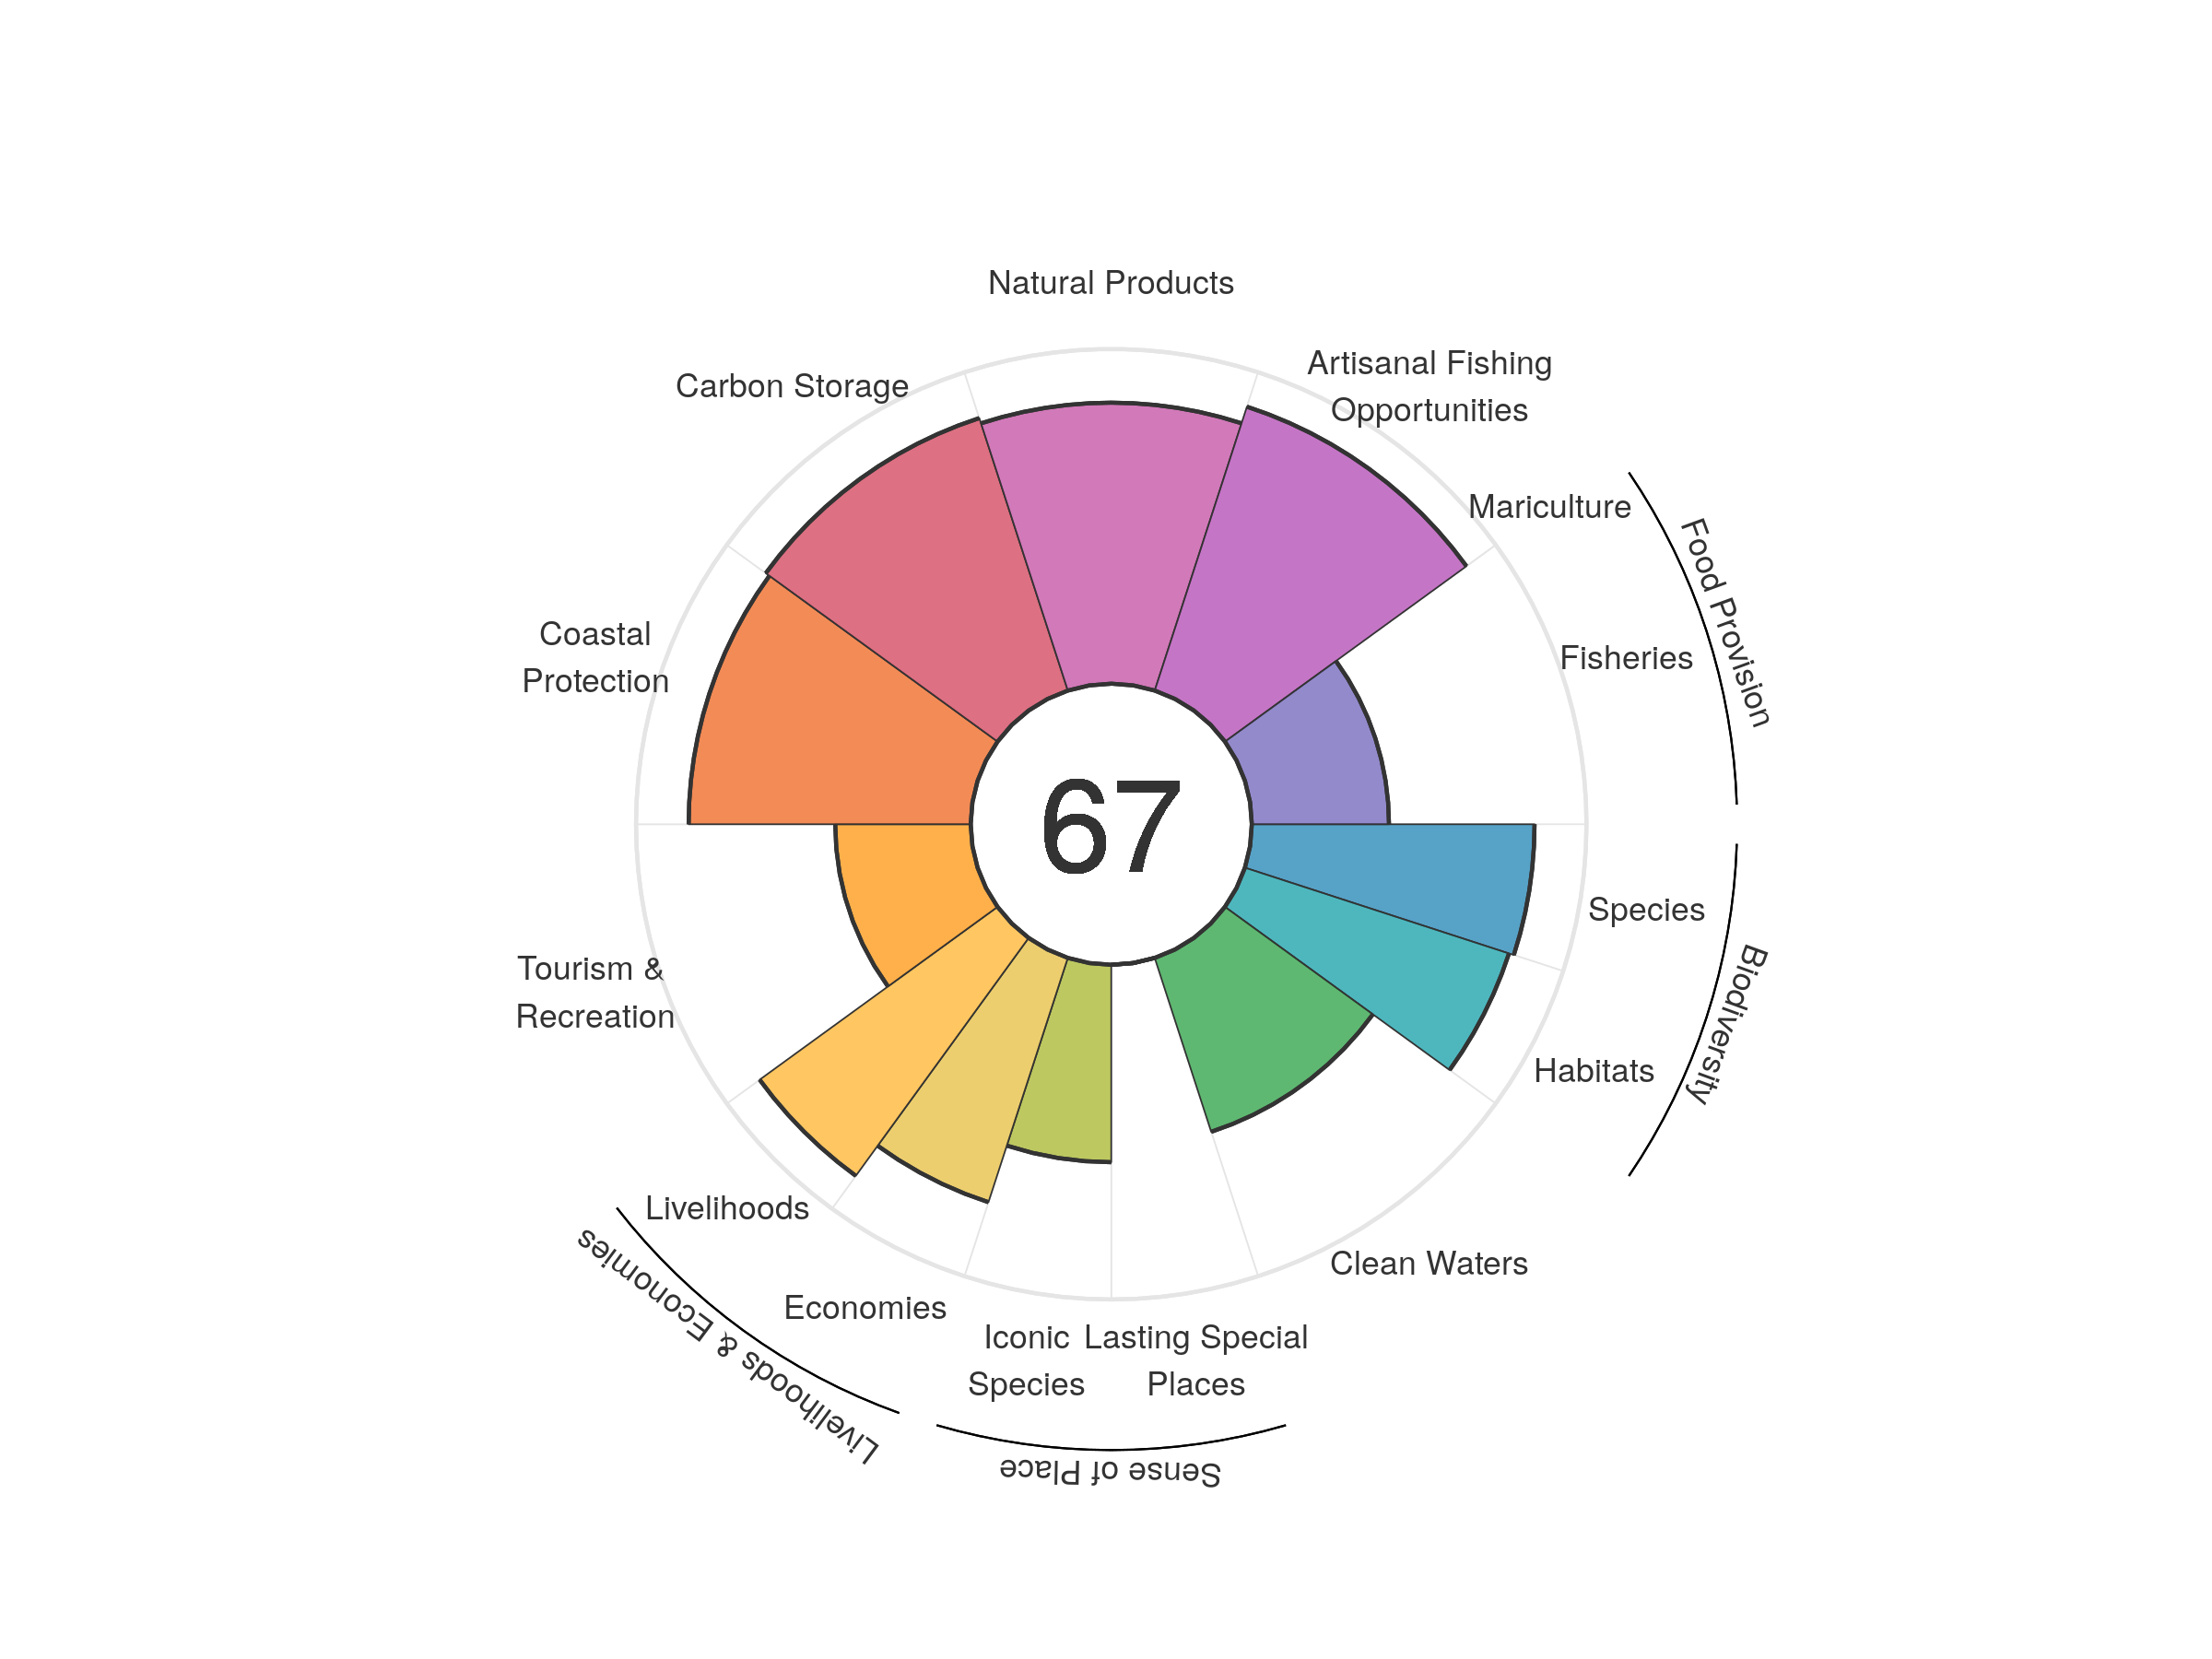 Natural Products
Artisanal Fishing
Opportunities
Carbon Storage
Mariculture
Food Provision
Fisheries
Coastal
Protection
67
Species
Biodiversity
Tourism &
Recreation
Habitats
Livelihoods
Clean Waters
Livelihoods & Economies
Economies
Iconic
Species
Lasting Special
Places
Sense of Place